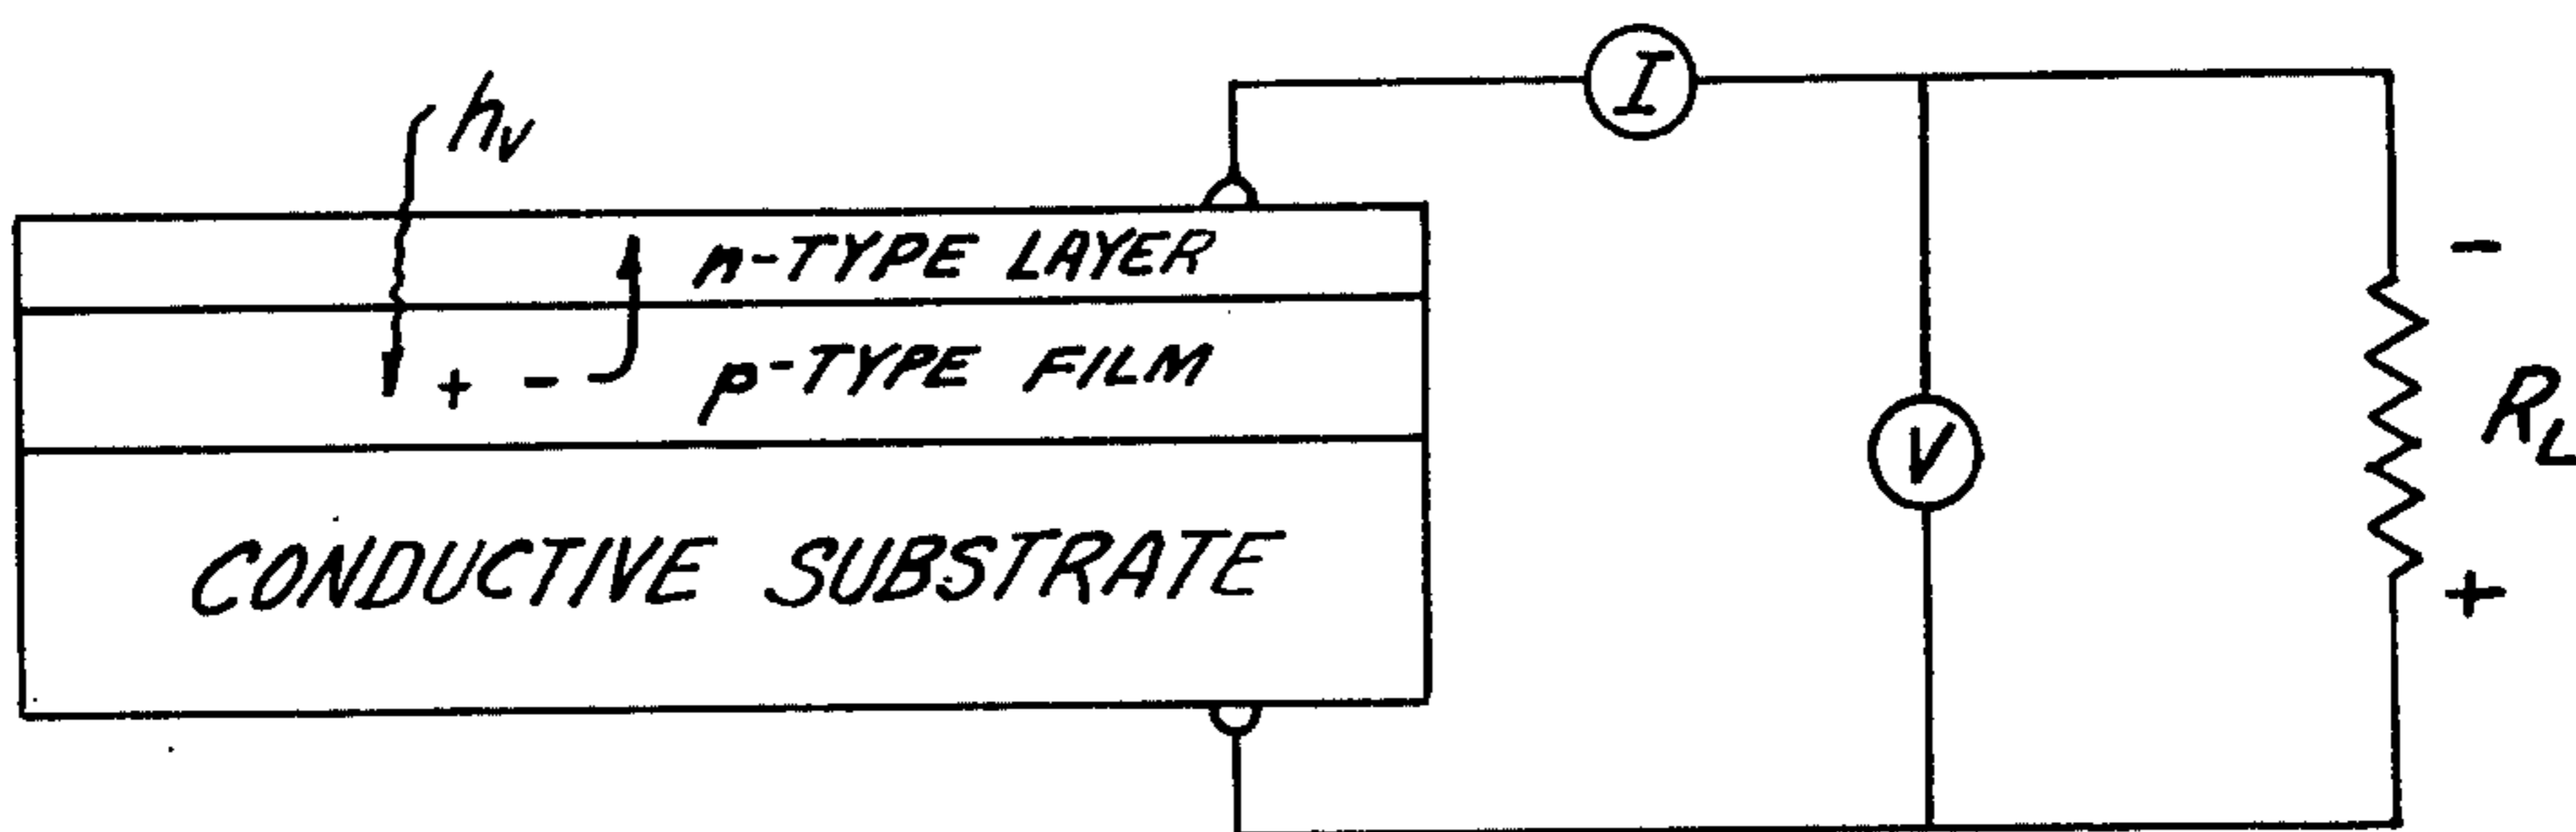 hv
I
n-TYPE LAYER
-
+ - p-TYPE FILM
V
RL
+
CONDUCTIVE SUBSTRATE